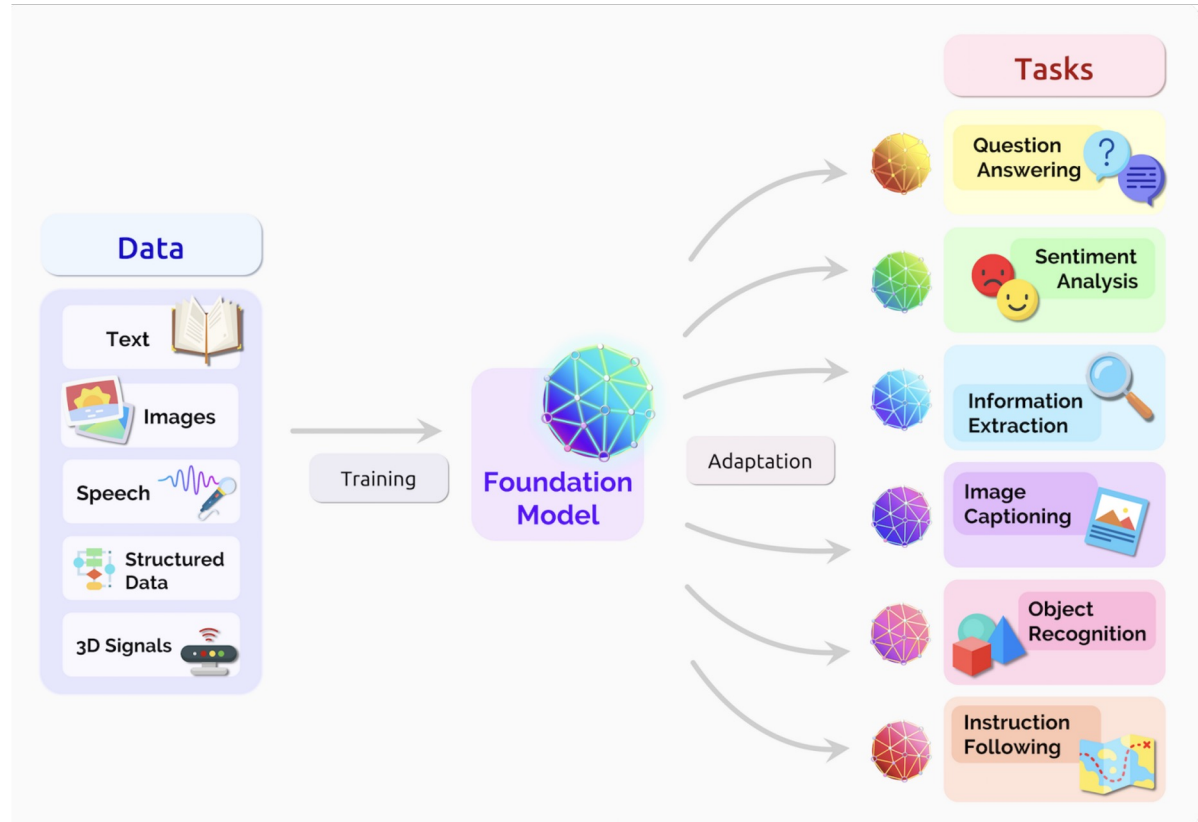 Data
Text
Images
Speech
Structured
Data
3D Signals
Training
Foundation
Model
Adaptation
Tasks
Question
Answering
Sentiment
Analysis
Information
Extraction
Image
Captioning
Object
Recognition
Instruction
Following
?